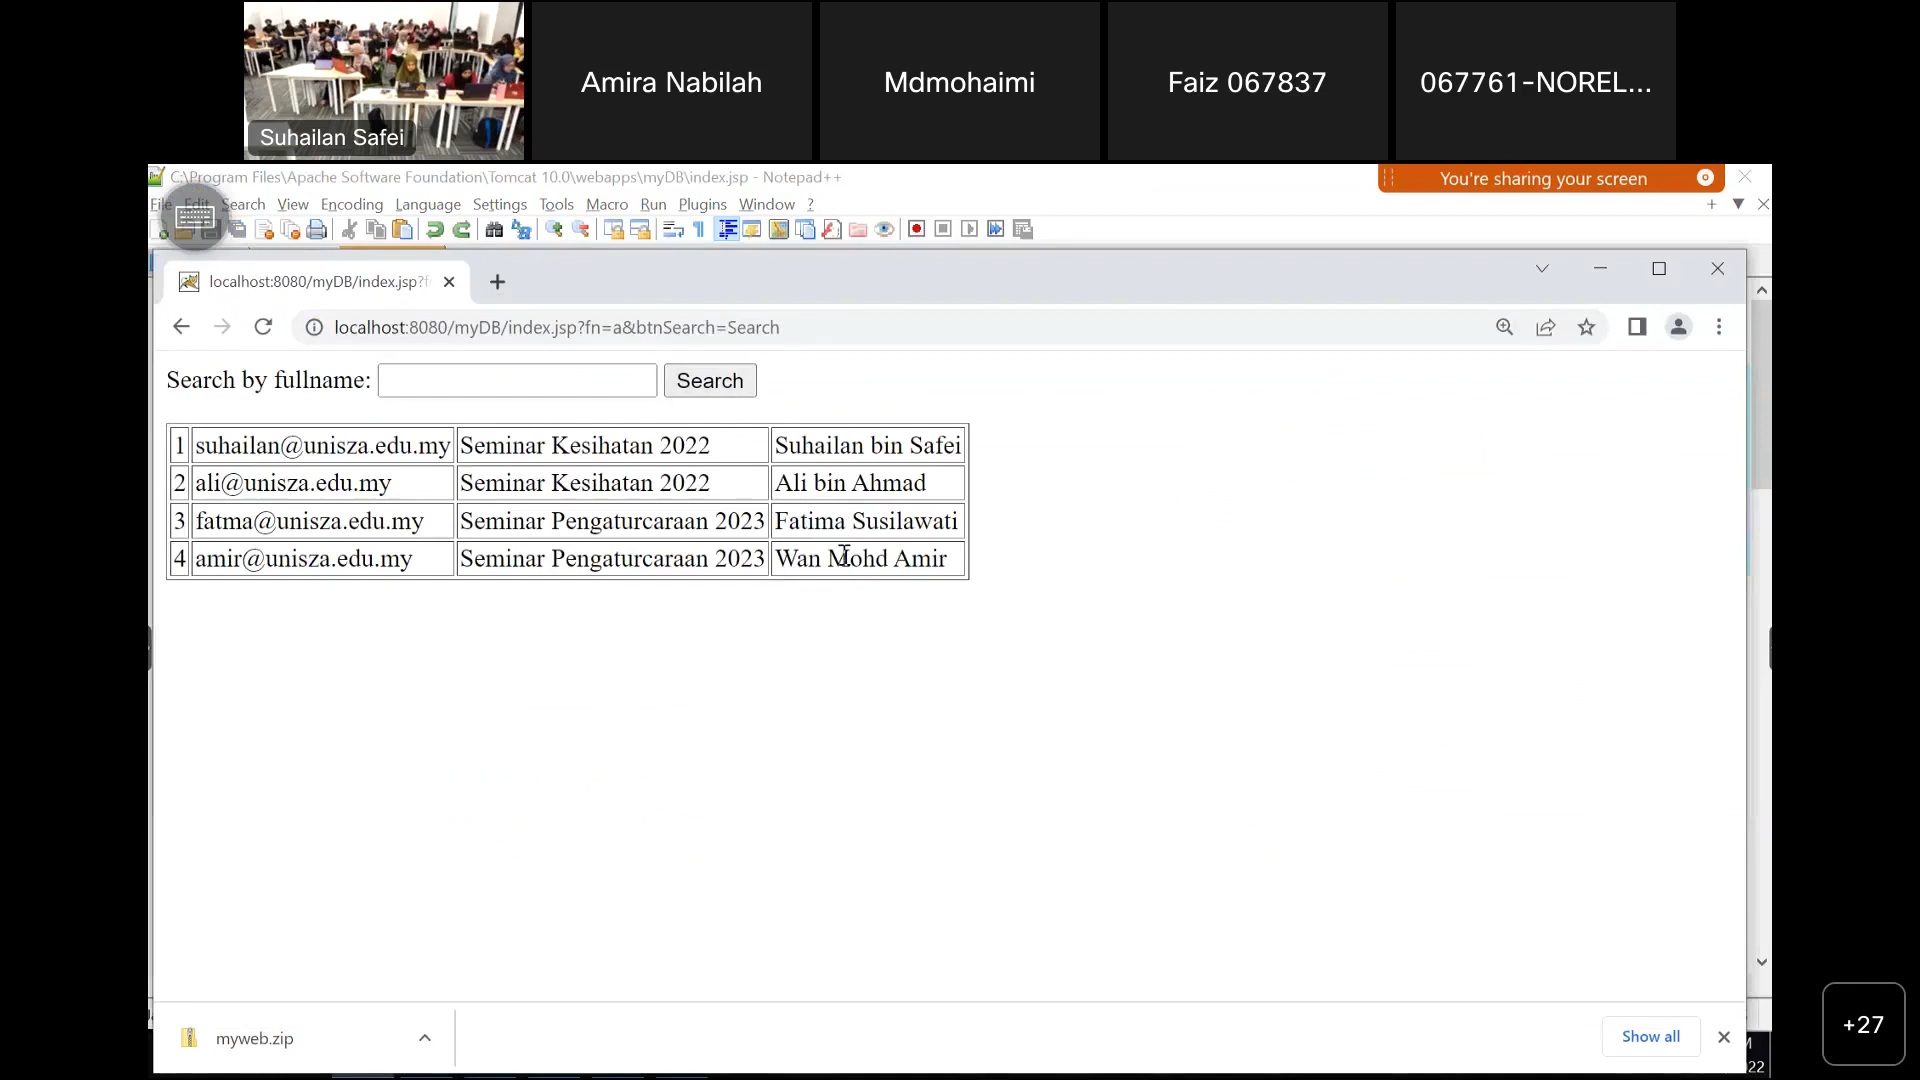 Suhailan Safei
Amira Nabilah
Mdmohaimi
Faiz 067837
067761-NOREL...
C:\Program Files\Apache Software Foundation\Tomcat 10.0\webapps\myDB\index.jsp - Notepad++
You're sharing your screen
File Edit Search View Encoding Language Settings Tools Macro Run Plugins Window ?
localhost:8080/myDB/index.jsp?f
localhost:8080/myDB/index.jsp?fn=a&btnSearch=Search
Search by fullname: Search
1 suhailan@unisza.edu.my Seminar Kesihatan 2022 Suhailan bin Safei
2 ali@unisza.edu.my Seminar Kesihatan 2022 Ali bin Ahmad
3 fatma@unisza.edu.my Seminar Pengaturcaraan 2023 Fatima Susilawati
4 amir@unisza.edu.my Seminar Pengaturcaraan 2023 Wan Mohd Amir
myweb.zip
Show all
+27